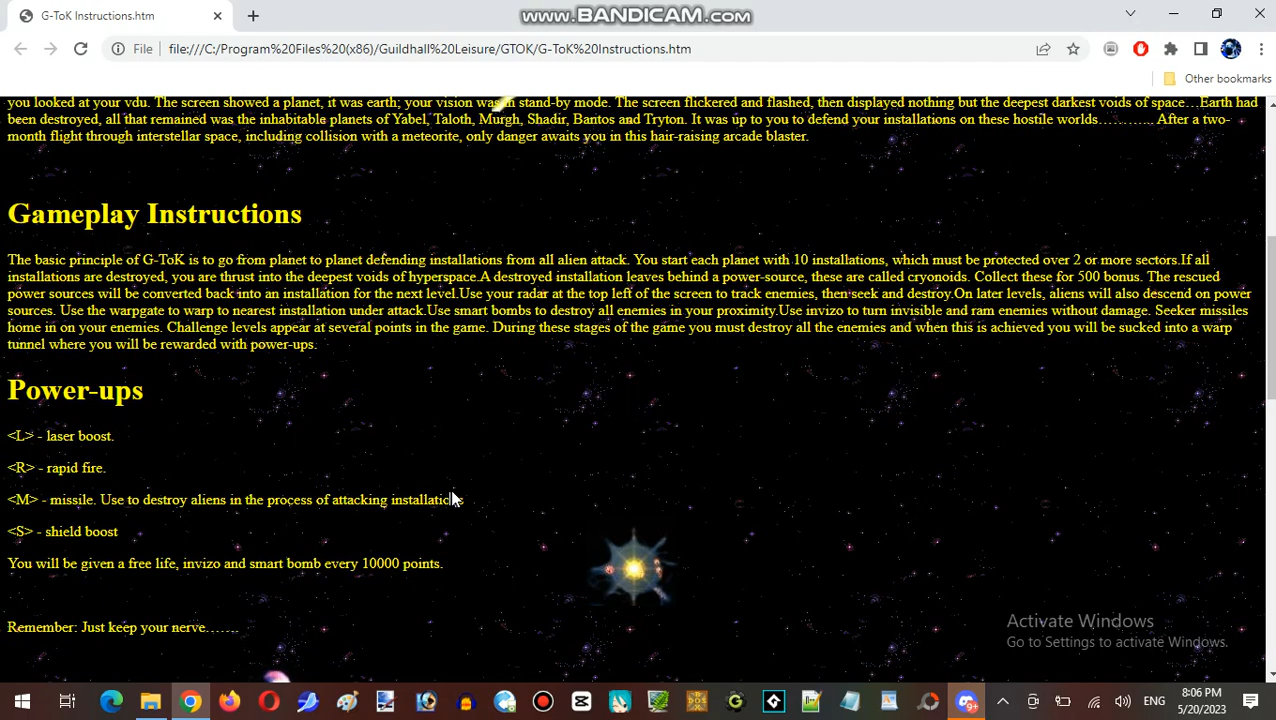 G-ToK Instructions.htm
www.BANDICAM.com
File file:///C:/Program%20Files%20(x86)/Guildhall%20Leisure/GTOK/G-ToK%20Instructions.htm
Other bookmarks
you looked at your vdu. The screen showed a planet, it was earth; your vision was in stand-by mode. The screen flickered and flashed, then displayed nothing but the deepest darkest voids of space…Earth had
been destroyed, all that remained was the inhabitable planets of Yabel, Taloth, Murgh, Shadir, Bantos and Tryton. It was up to you to defend your installations on these hostile worlds……….. After a two-
month flight through interstellar space, including collision with a meteorite, only danger awaits you in this hair-raising arcade blaster.
Gameplay Instructions
The basic principle of G-ToK is to go from planet to planet defending installations from all alien attack. You start each planet with 10 installations, which must be protected over 2 or more sectors.If all
installations are destroyed, you are thrust into the deepest voids of hyperspace.A destroyed installation leaves behind a power-source, these are called cryonoids. Collect these for 500 bonus. The rescued
power sources will be converted back into an installation for the next level.Use your radar at the top left of the screen to track enemies, then seek and destroy.On later levels, aliens will also descend on power
sources. Use the warpgate to warp to nearest installation under attack.Use smart bombs to destroy all enemies in your proximity.Use invizo to turn invisible and ram enemies without damage. Seeker missiles
home in on your enemies. Challenge levels appear at several points in the game. During these stages of the game you must destroy all the enemies and when this is achieved you will be sucked into a warp
tunnel where you will be rewarded with power-ups.
Power-ups
<L> - laser boost.
<R> - rapid fire.
<M> - missile. Use to destroy aliens in the process of attacking installations
<S> - shield boost
You will be given a free life, invizo and smart bomb every 10000 points.
Remember: Just keep your nerve…….
Activate Windows
Go to Settings to activate Windows.
9+
ENG
8:06 PM
5/20/2023